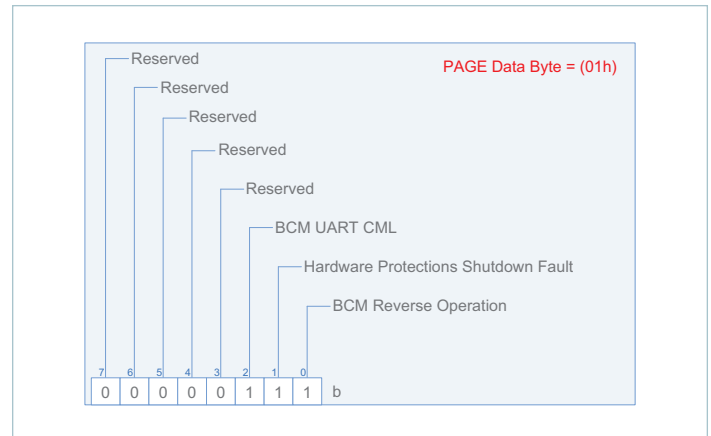 Reserved
PAGE Data Byte = (01h)
Reserved
Reserved
Reserved
Reserved
BCM UART CML
Hardware Protections Shutdown Fault
BCM Reverse Operation
7 6 5 4 3 2 1 0
0 0 0 0 0 1 1 1 b